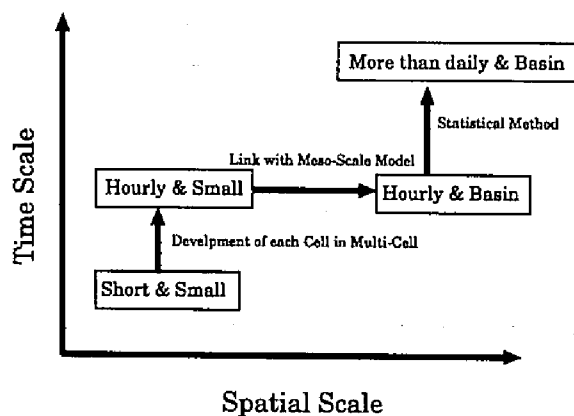 More than daily & Basin
Statistical Method
Link with Meso-Scale Model
Hourly & Small
Hourly & Basin
Develpment of each Cell in Multi-Cell
Short & Small
Time Scale
Spatial Scale